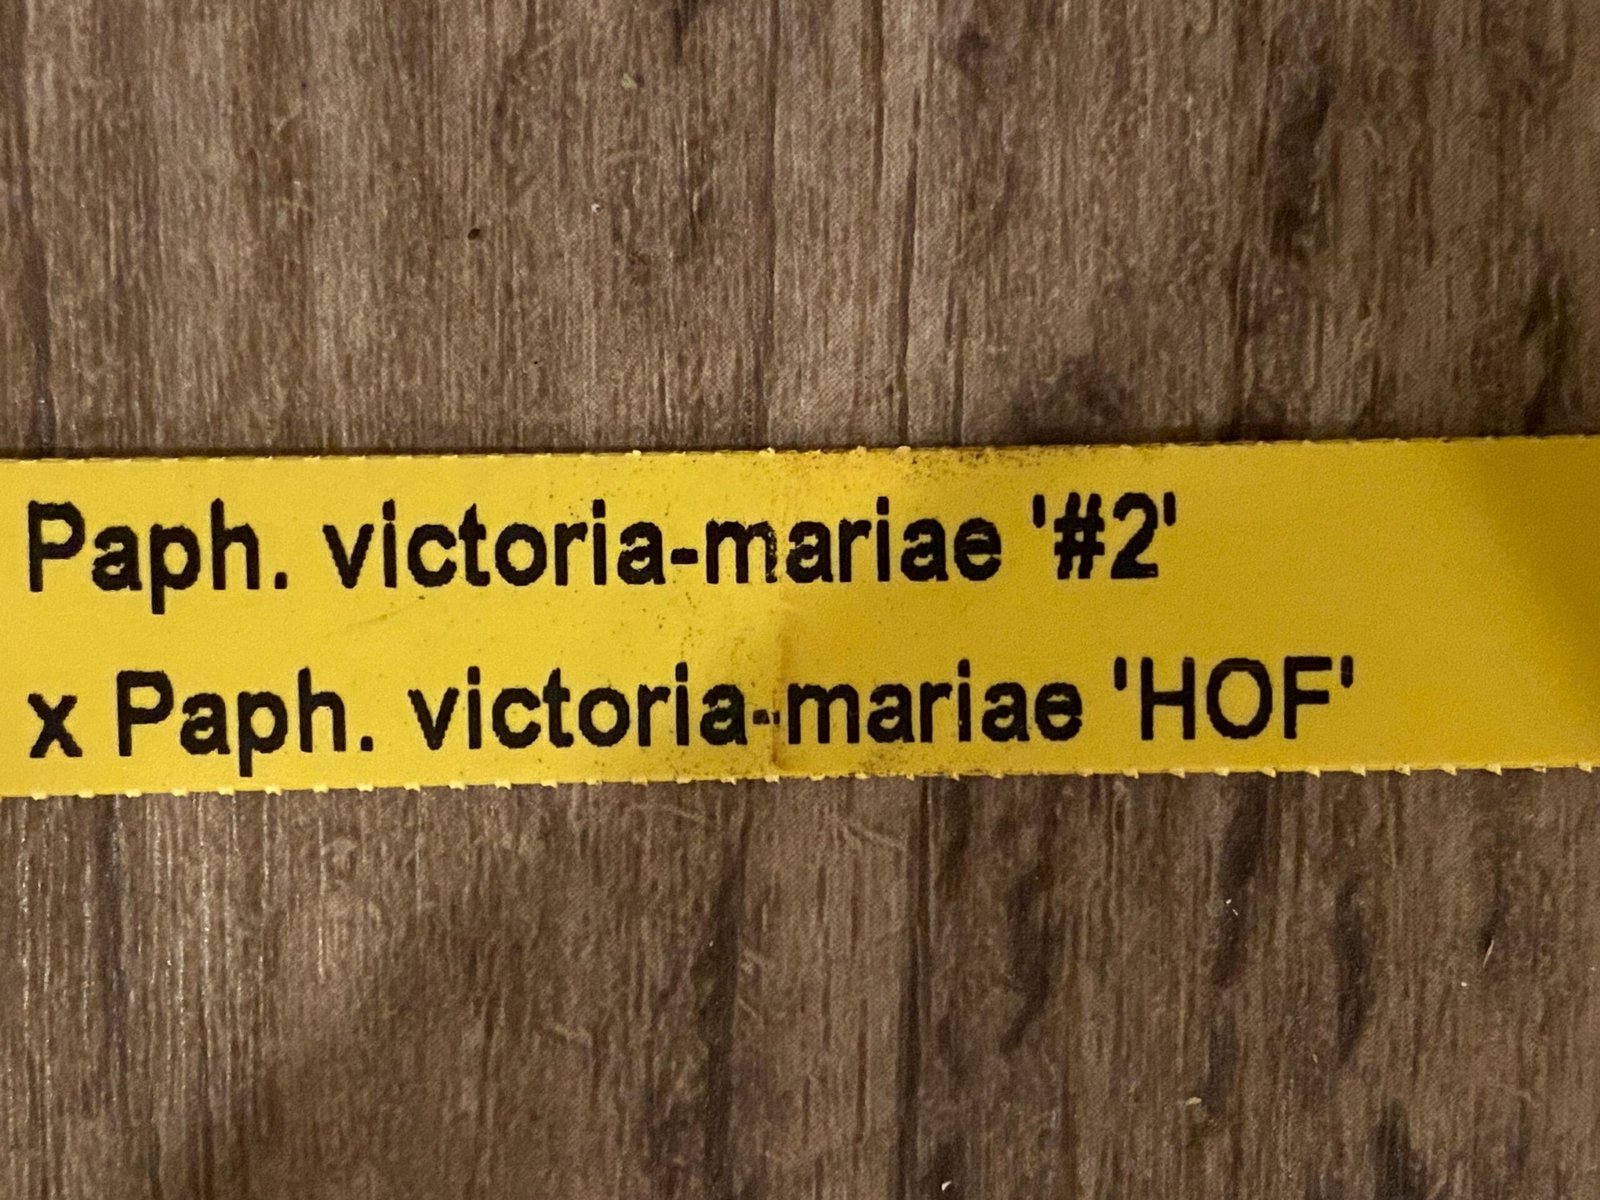 Paph. victoria-mariae '#2'
x Paph. victoria-mariae 'HOF'